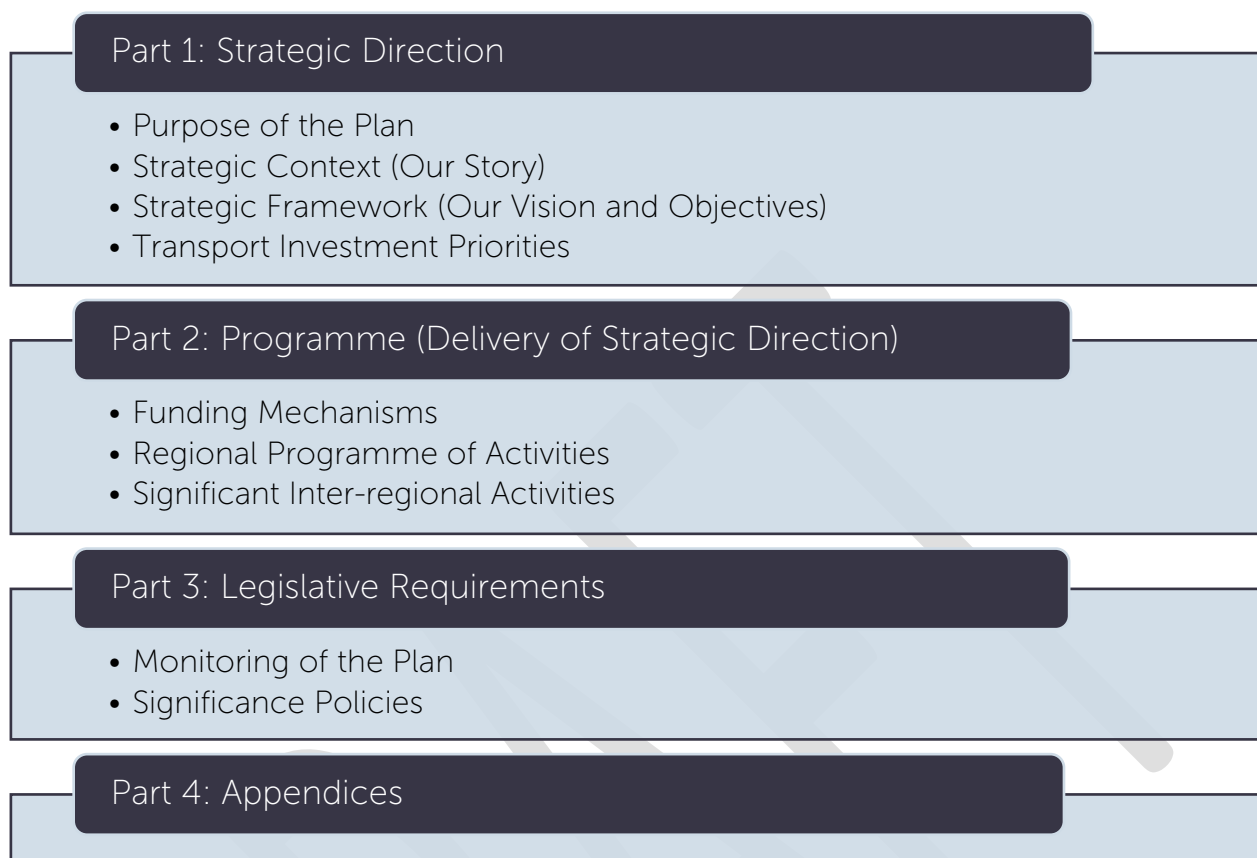 Part 1: Strategic Direction
• Purpose of the Plan
• Strategic Context (Our Story)
• Strategic Framework (Our Vision and Objectives)
• Transport Investment Priorities
Part 2: Programme (Delivery of Strategic Direction)
• Funding Mechanisms
• Regional Programme of Activities
• Significant Inter-regional Activities
Part 3: Legislative Requirements
• Monitoring of the Plan
• Significance Policies
Part 4: Appendices